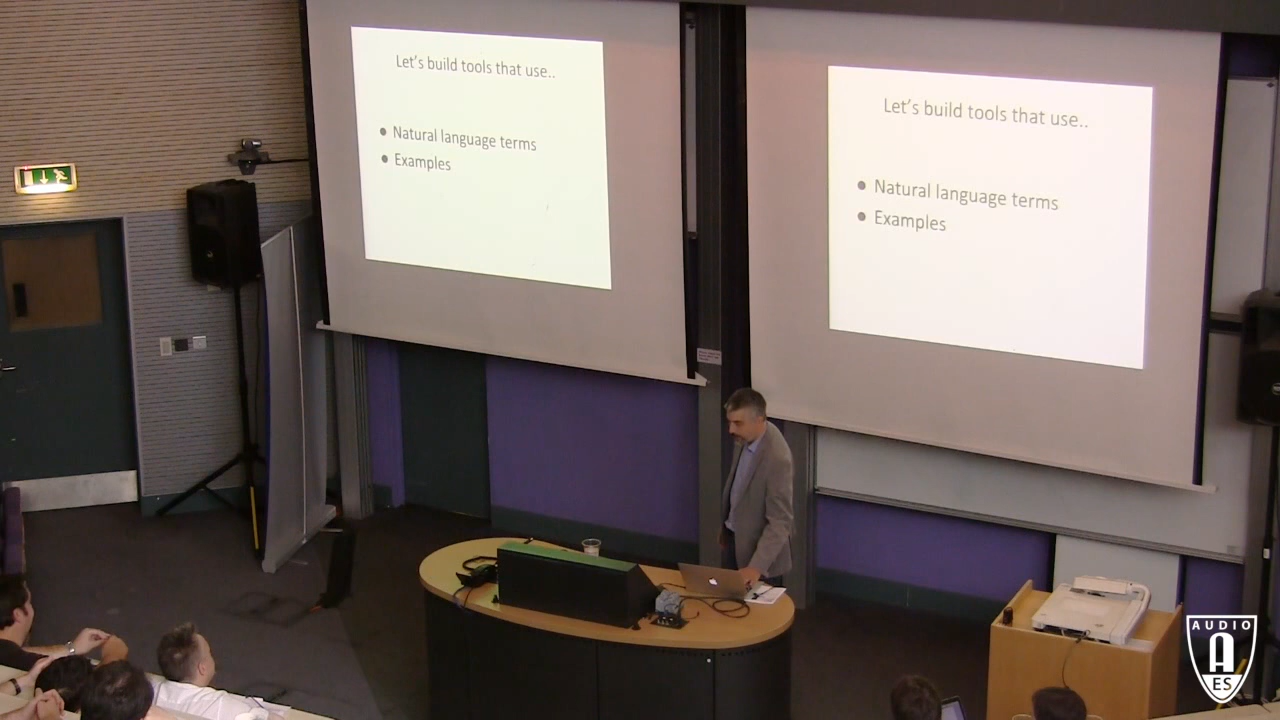 Let's build tools that use..
Natural language terms
Examples
Let's build tools that use..
Natural language terms
Examples
AUDIO
A
ES